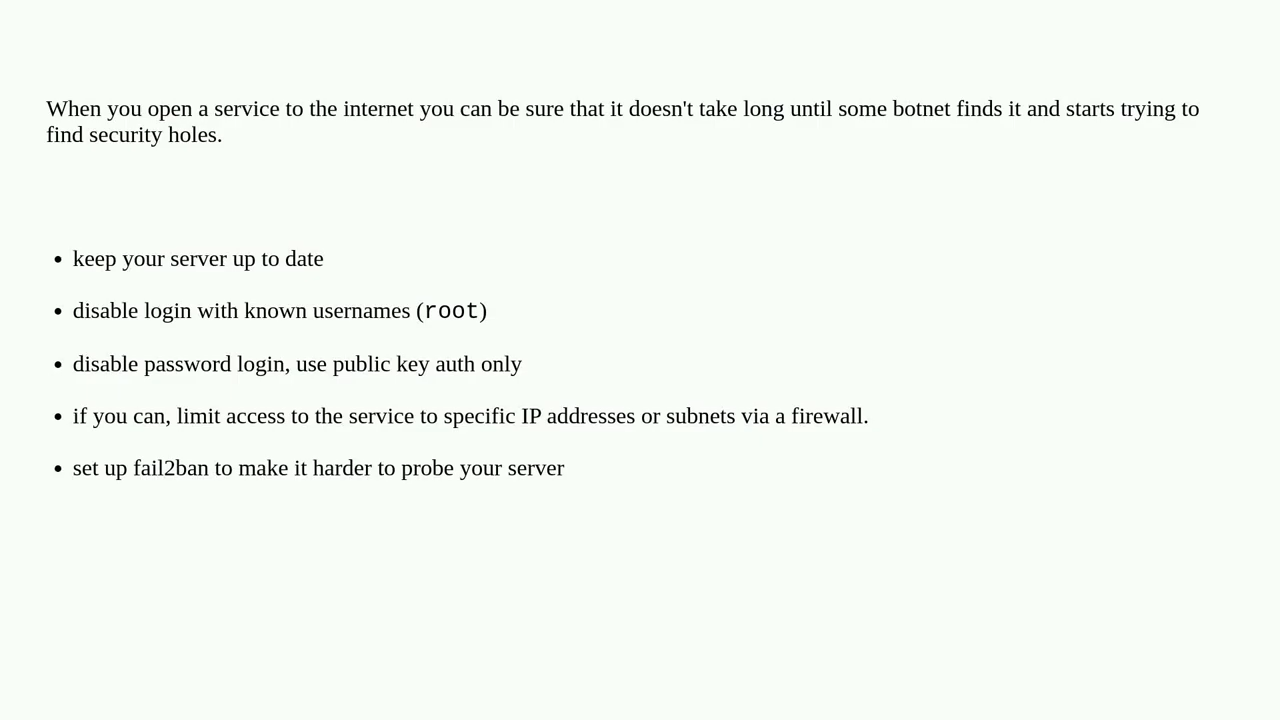 When you open a service to the internet you can be sure that it doesn't take long until some botnet finds it and starts trying to
find security holes.
• keep your server up to date
• disable login with known usernames (root)
• disable password login, use public key auth only
• if you can, limit access to the service to specific IP addresses or subnets via a firewall.
• set up fail2ban to make it harder to probe your server